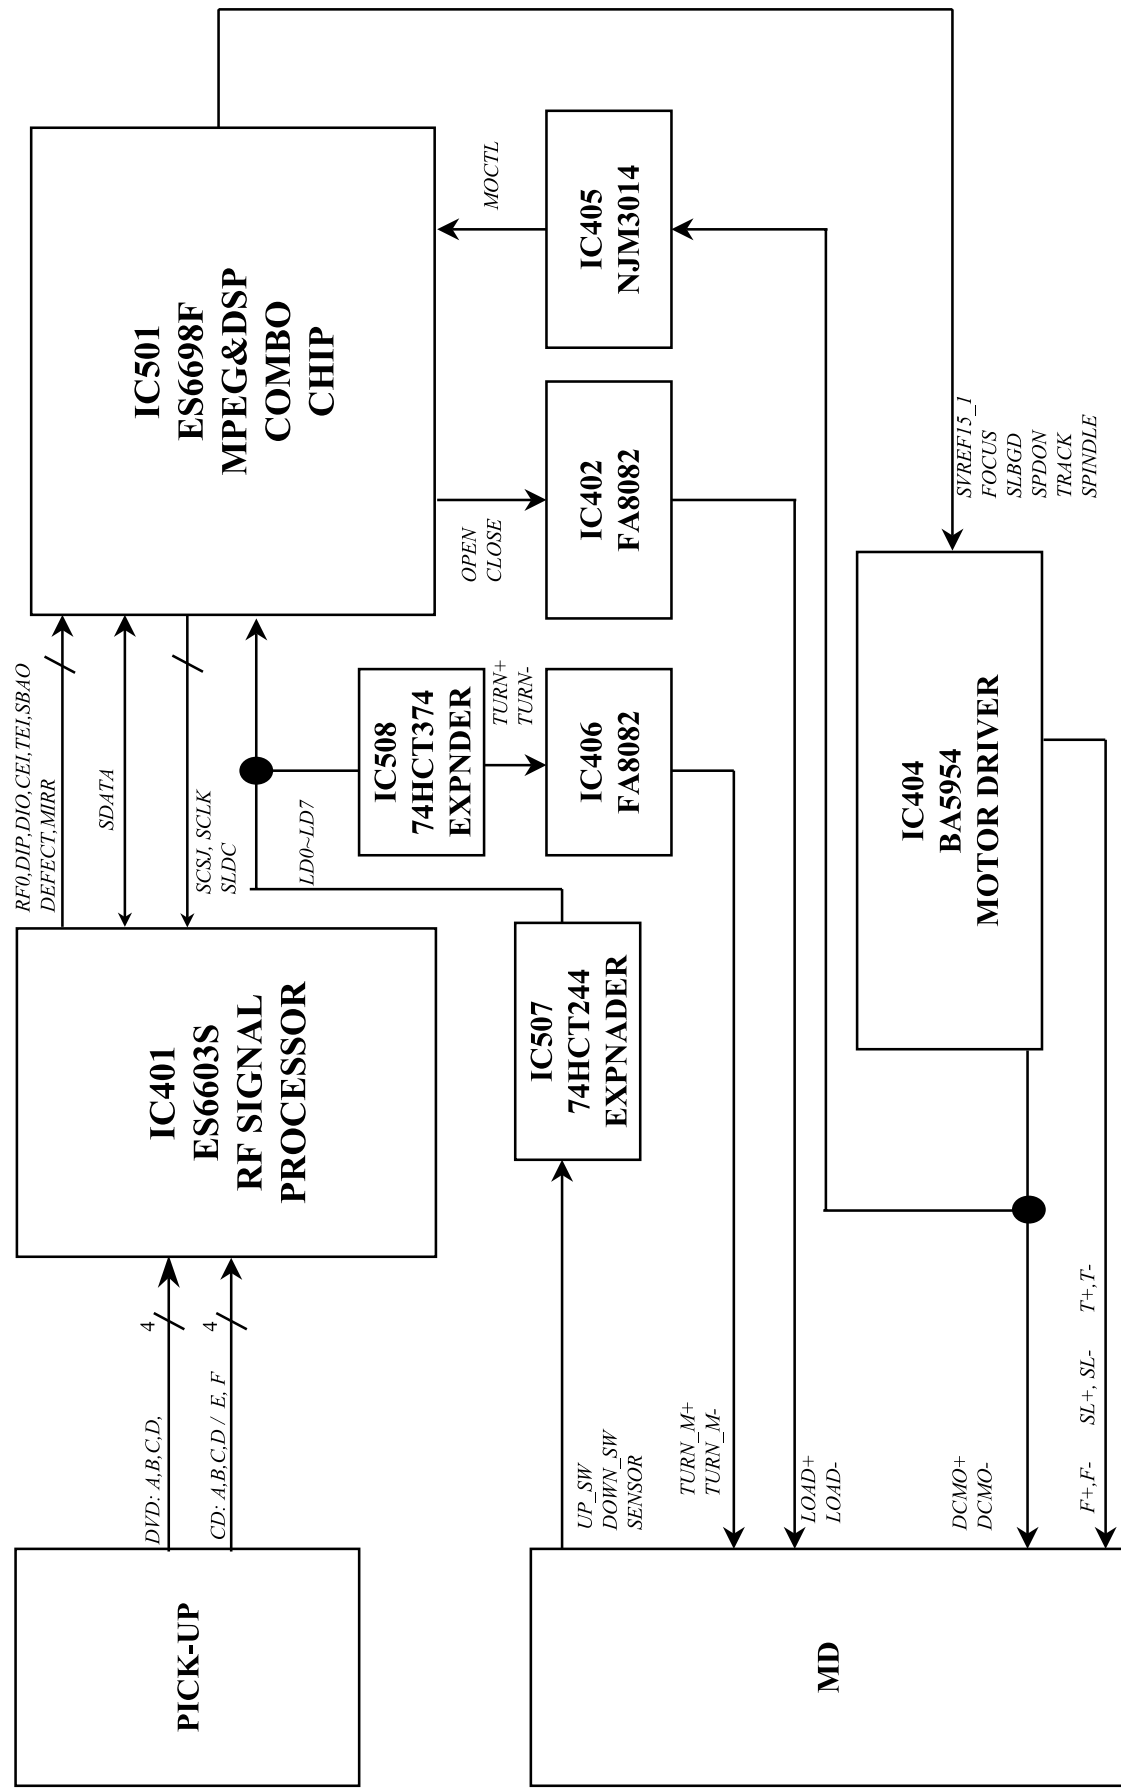 PICK-UP
DVD: A,B,C,D,
4
CD: A,B,C,D / E, F
4
IC401
ES6603S
RF SIGNAL
PROCESSOR
RF0,DIP,DIO,CEI,TEI,SBAO
DEFECT,MIRR
SDATA
SCSJ, SCLK
SLDC
LD0~LD7
IC501
ES6698F
MPEG&DSP
COMBO
CHIP
IC508
74HCT374
EXPNDER
TURN+
TURN-
IC406
FA8082
OPEN
CLOSE
IC402
FA8082
MOCTL
IC405
NJM3014
IC507
74HCT244
EXPNADER
MD
UP_SW
DOWN_SW
SENSOR
TURN_M+
TURN_M-
LOAD+
LOAD-
DCMO+
DCMO-
F+,F- SL+, SL- T+,T-
IC404
BA5954
MOTOR DRIVER
SVREF15_1
FOCUS
SLBGD
SPDON
TRACK
SPINDLE